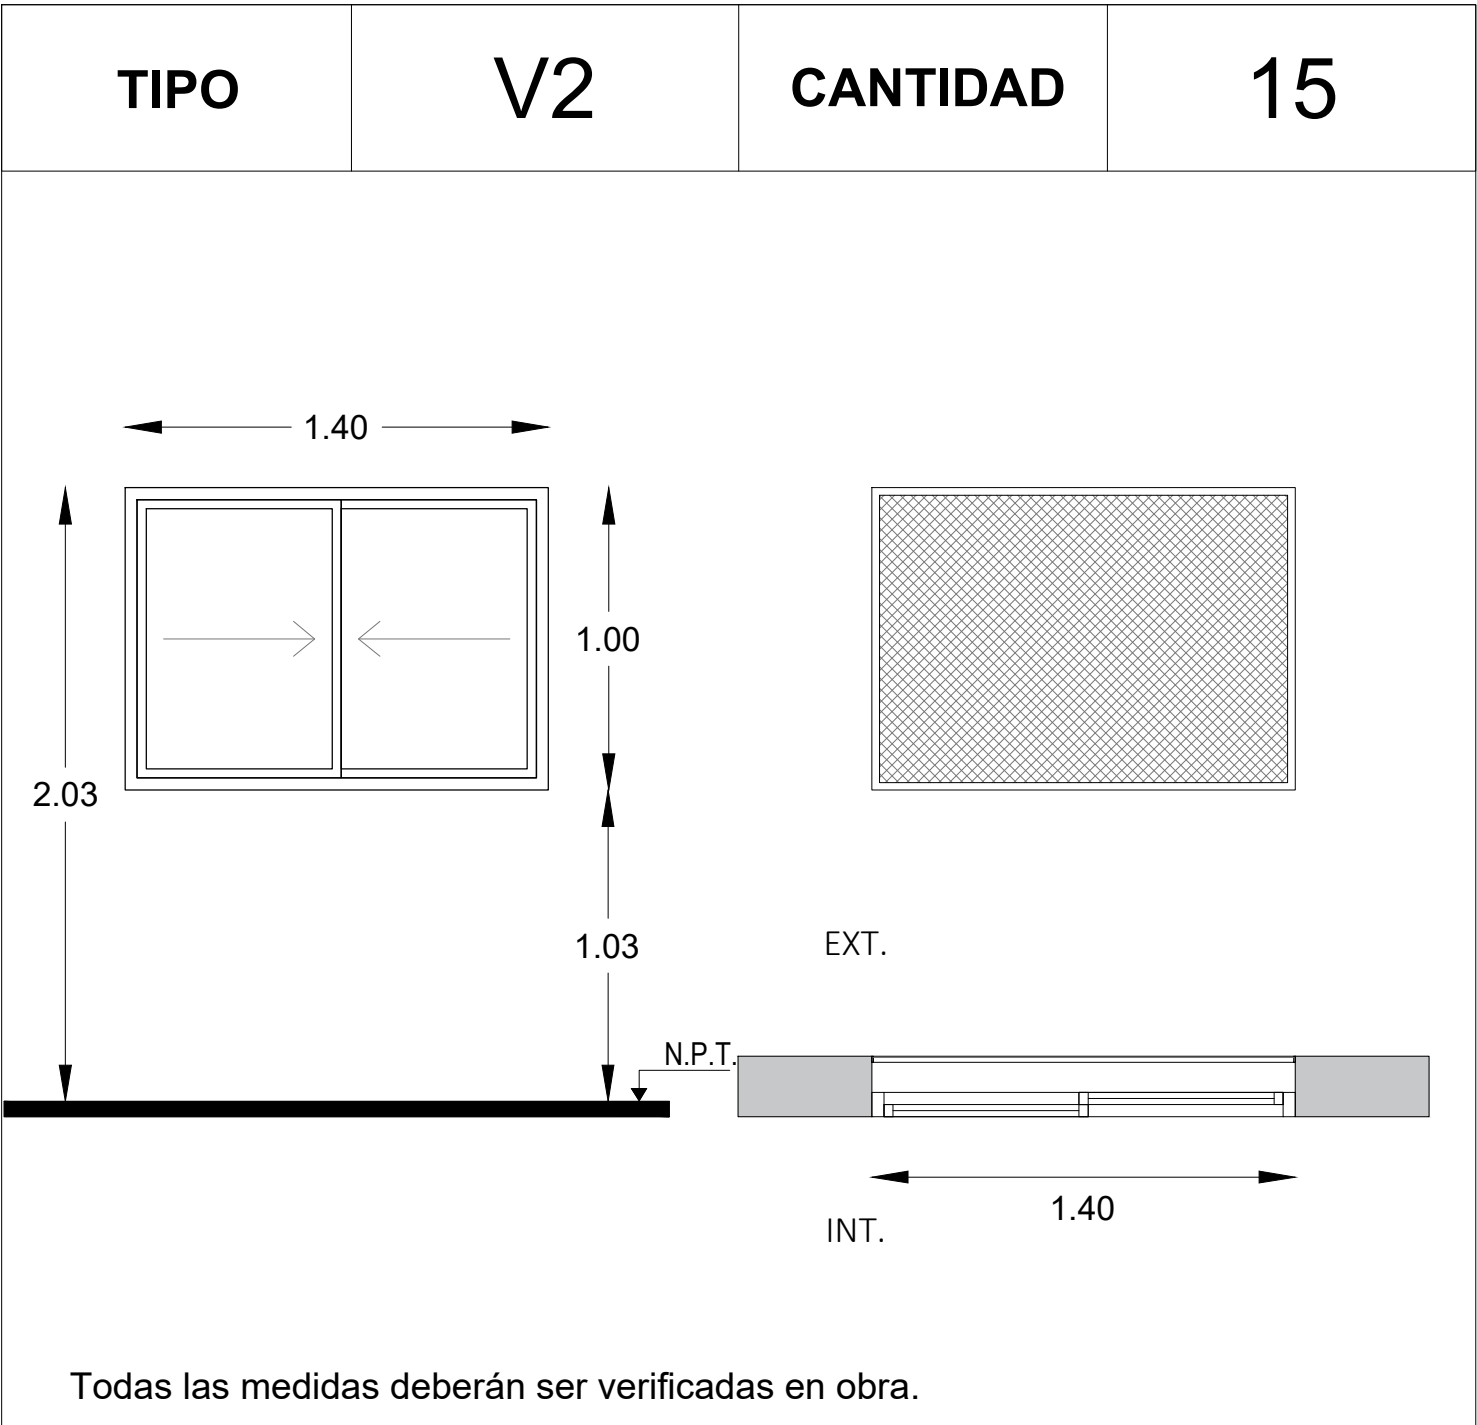 TIPO V2 CANTIDAD 15
1.40
1.00
2.03
1.03
EXT.
N.P.T.
1.40
INT.
Todas las medidas deberán ser verificadas en obra.